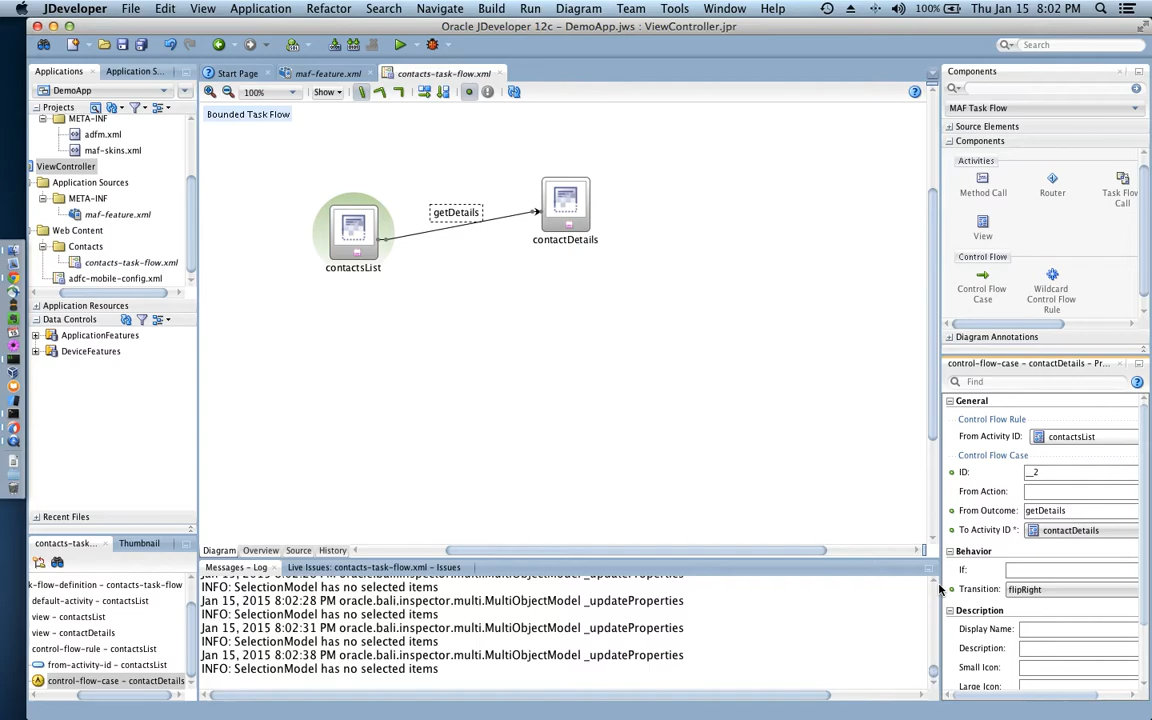 JDeveloper File Edit View Application Refactor Search Navigate Build Run Diagram Team Tools Window Help 100% Thu Jan 15 8:02 PM
Oracle JDeveloper 12c - DemoApp.jws : ViewController.jpr
Search
Applications
Application S...
Start Page
maf-feature.xml
contacts-task-flow.xml
Components
DemoApp
100%
Show
MAF Task Flow
Projects
Bounded Task Flow
Source Elements
META-INF
adfm.xml
maf-skins.xml
Components
Activities
ViewController
Application Sources
META-INF
maf-feature.xml
Web Content
Contacts
contacts-task-flow.xml
adfc-mobile-config.xml
Method Call
Router
Task Flow
Call
View
getDetails
contactsList
contactDetails
Control Flow
Control Flow
Case
Wildcard
Control Flow
Rule
Application Resources
Data Controls
ApplicationFeatures
DeviceFeatures
Diagram Annotations
control-flow-case - contactDetails - Pr...
Find
General
Control Flow Rule
From Activity ID: contactsList
Control Flow Case
ID: __2
From Action:
From Outcome: getDetails
To Activity ID *: contactDetails
Behavior
If:
Transition: flipRight
Description
Display Name:
Description:
Small Icon:
Large Icon:
Recent Files
contacts-task...
Thumbnail
k-flow-definition - contacts-task-flow
default-activity - contactsList
view - contactsList
view - contactDetails
control-flow-rule - contactsList
from-activity-id - contactsList
control-flow-case - contactDetails
Diagram Overview Source History
Messages - Log
Live Issues: contacts-task-flow.xml - Issues
INFO: SelectionModel has no selected items
Jan 15, 2015 8:02:28 PM oracle.bali.inspector.multi.MultiObjectModel _updateProperties
INFO: SelectionModel has no selected items
Jan 15, 2015 8:02:31 PM oracle.bali.inspector.multi.MultiObjectModel _updateProperties
INFO: SelectionModel has no selected items
Jan 15, 2015 8:02:38 PM oracle.bali.inspector.multi.MultiObjectModel _updateProperties
INFO: SelectionModel has no selected items